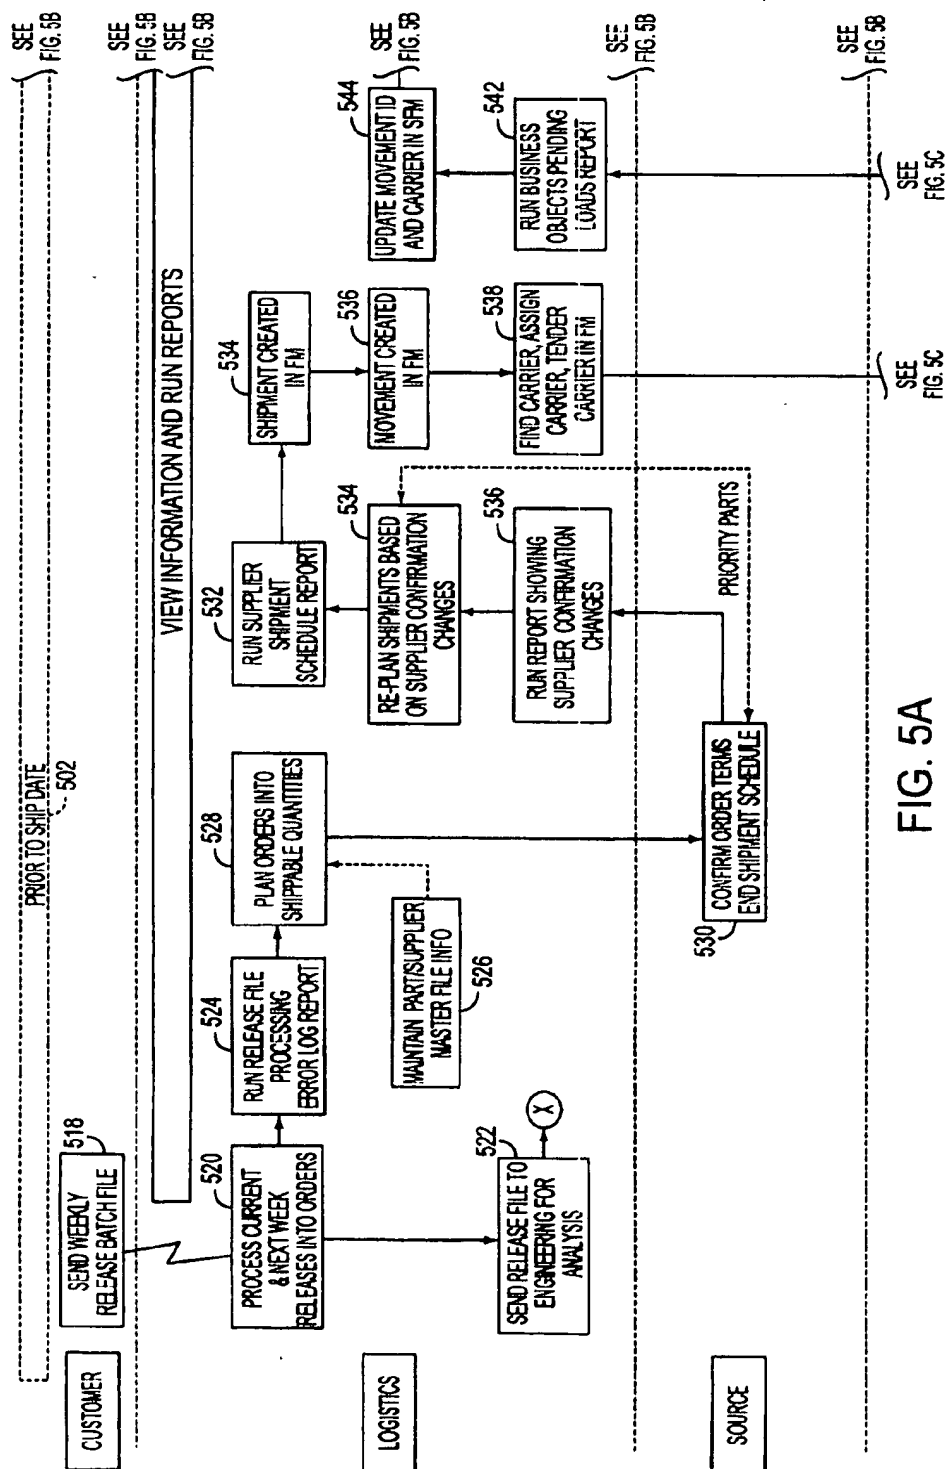 PRIOR TO SHIP DATE
502
SEE
FIG. 5B
CUSTOMER
518
SEND WEEKLY
RELEASE BATCH FILE
SEE
FIG. 5B
VIEW INFORMATION AND RUN REPORTS
SEE
FIG. 5B
LOGISTICS
520
PROCESS CURRENT
& NEXT WEEK
RELEASES INTO ORDERS
524
RUN RELEASE FILE
PROCESSING
ERROR LOG REPORT
528
PLAN ORDERS INTO
SHIPPABLE QUANTITIES
532
RUN SUPPLIER
SHIPMENT
SCHEDULE REPORT
534
SHIPMENT CREATED
IN FM
MAINTAIN PART/SUPPLIER
MASTER FILE INFO
526
534
RE-PLAN SHIPMENTS BASED
ON SUPPLIER CONFIRMATION
CHANGES
536
MOVEMENT CREATED
IN FM
544
UPDATE MOVEMENT ID
AND CARRIER IN SFM
SEE
FIG. 5B
522
SEND RELEASE FILE TO
ENGINEERING FOR
ANALYSIS
X
536
RUN REPORT SHOWING
SUPPLIER CONFIRMATION
CHANGES
538
FIND CARRIER, ASSIGN
CARRIER, TENDER
CARRIER IN FM
542
RUN BUSINESS
OBJECTS PENDING
LOADS REPORT
SEE
FIG. 5B
SOURCE
530
CONFIRM ORDER TERMS
END SHIPMENT SCHEDULE
PRIORITY PARTS
SEE
FIG. 5B
SEE
FIG. 5C
SEE
FIG. 5C
FIG. 5A